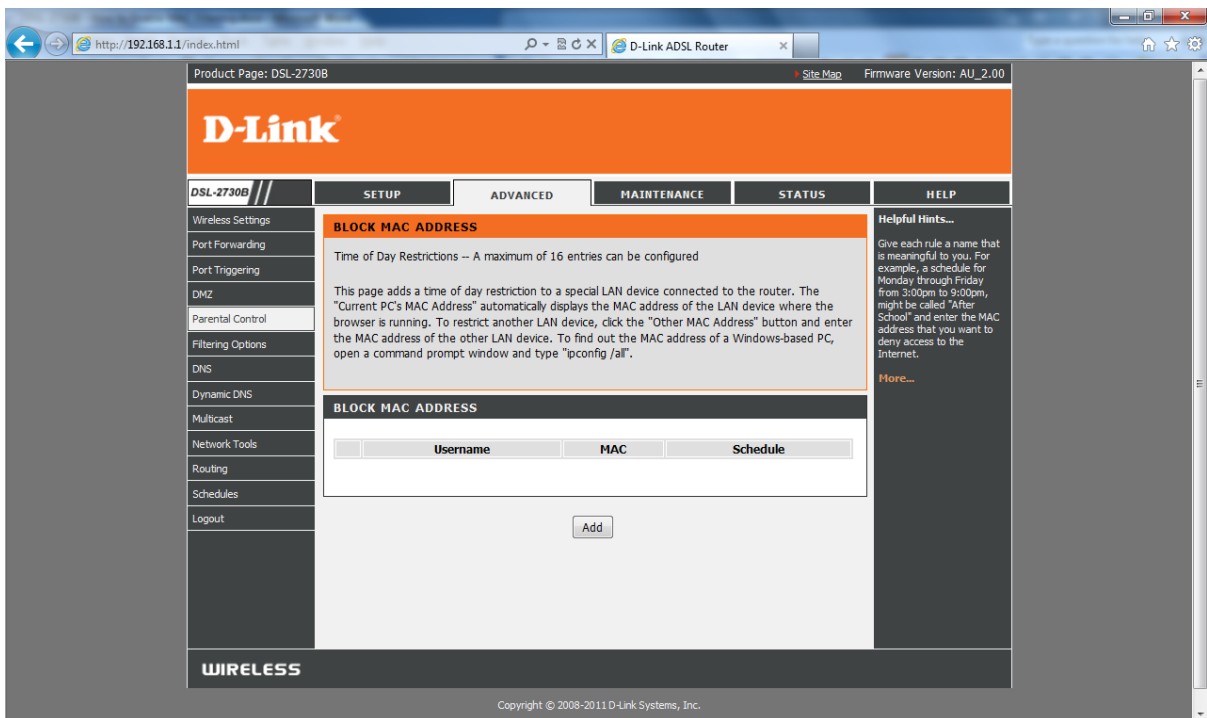 http://192.168.1.1/index.html
D-Link ADSL Router
Product Page: DSL-2730B
Site Map
Firmware Version: AU_2.00
D-Link
DSL-2730B
SETUP
ADVANCED
MAINTENANCE
STATUS
HELP
Wireless Settings
Port Forwarding
Port Triggering
DMZ
Parental Control
Filtering Options
DNS
Dynamic DNS
Multicast
Network Tools
Routing
Schedules
Logout
BLOCK MAC ADDRESS
Time of Day Restrictions -- A maximum of 16 entries can be configured
This page adds a time of day restriction to a special LAN device connected to the router. The
"Current PC's MAC Address" automatically displays the MAC address of the LAN device where the
browser is running. To restrict another LAN device, click the "Other MAC Address" button and enter
the MAC address of the other LAN device. To find out the MAC address of a Windows-based PC,
open a command prompt window and type "ipconfig /all".
BLOCK MAC ADDRESS
Username
MAC
Schedule
Add
Helpful Hints...
Give each rule a name that
is meaningful to you. For
example, a schedule for
Monday through Friday
from 3:00pm to 9:00pm,
might be called "After
School" and enter the MAC
address that you want to
deny access to the
Internet.
More...
WIRELESS
Copyright © 2008-2011 D-Link Systems, Inc.